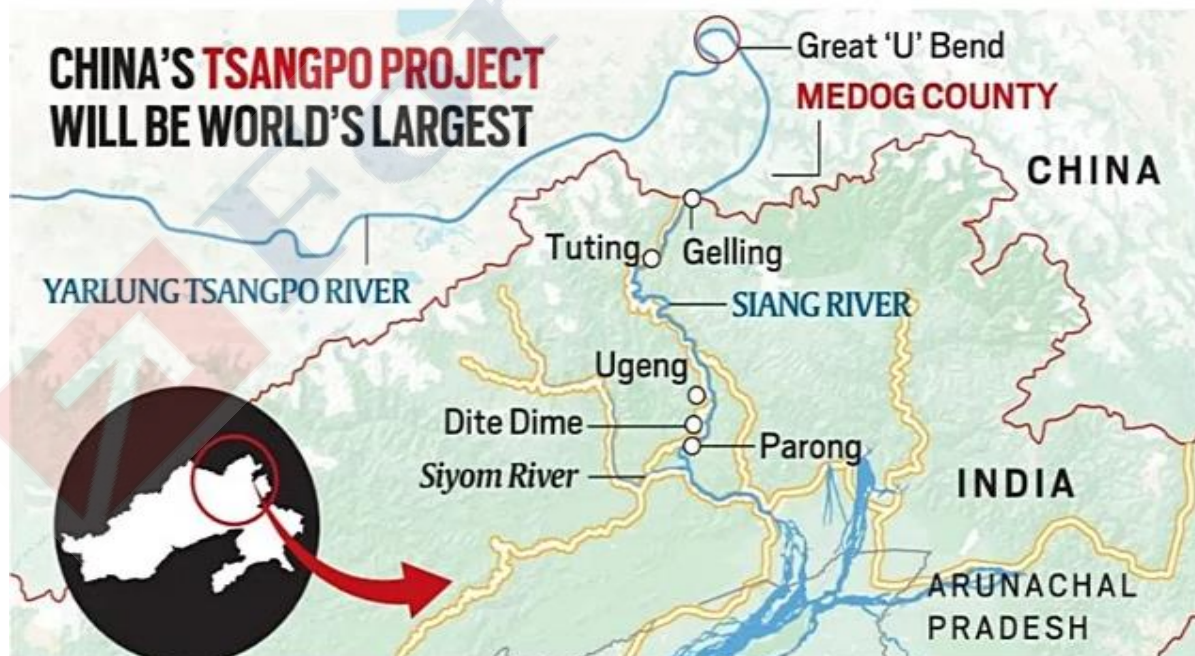 CHINA'S TSANGPO PROJECT
WILL BE WORLD'S LARGEST
Great 'U' Bend
MEDOG COUNTY
CHINA
Tuting
Gelling
YARLUNG TSANGPO RIVER
SIANG RIVER
Ugeng
Dite Dime
Parong
Siyom River
INDIA
ARUNACHAL
PRADESH